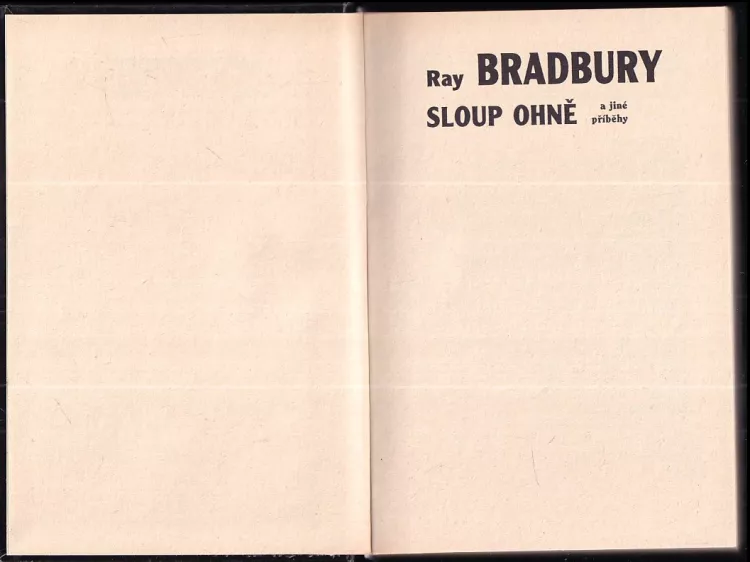 Ray BRADBURY
SLOUP OHNĚ a jiné
příběhy